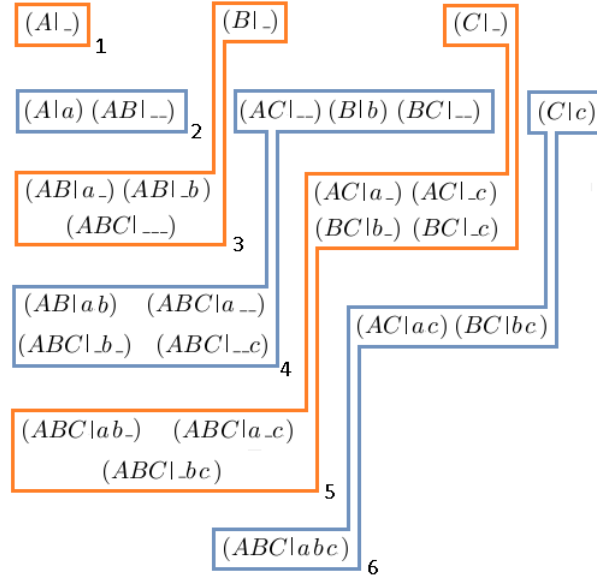 (A|_) (B|_) (C|_)
1
(A|a) (AB|__) (AC|__) (B|b) (BC|__) (C|c)
2
(AB|a_) (AB|_b) (AC|a_) (AC|_c)
(ABC|___) (BC|b_) (BC|_c)
3
(AB|ab) (ABC|a__)
(AC|ac) (BC|bc)
(ABC|_b_) (ABC|__c)
4
(ABC|ab_) (ABC|a_c)
(ABC|_bc)
5
(ABC|abc)
6